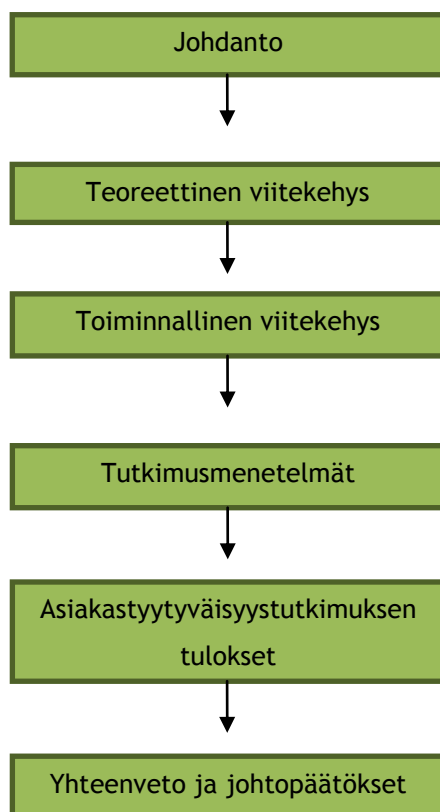 Johdanto
Teoreettinen viitekehys
Toiminnallinen viitekehys
Tutkimusmenetelmät
Asiakastyytyväisyystutkimuksen
tulokset
Yhteenveto ja johtopäätökset